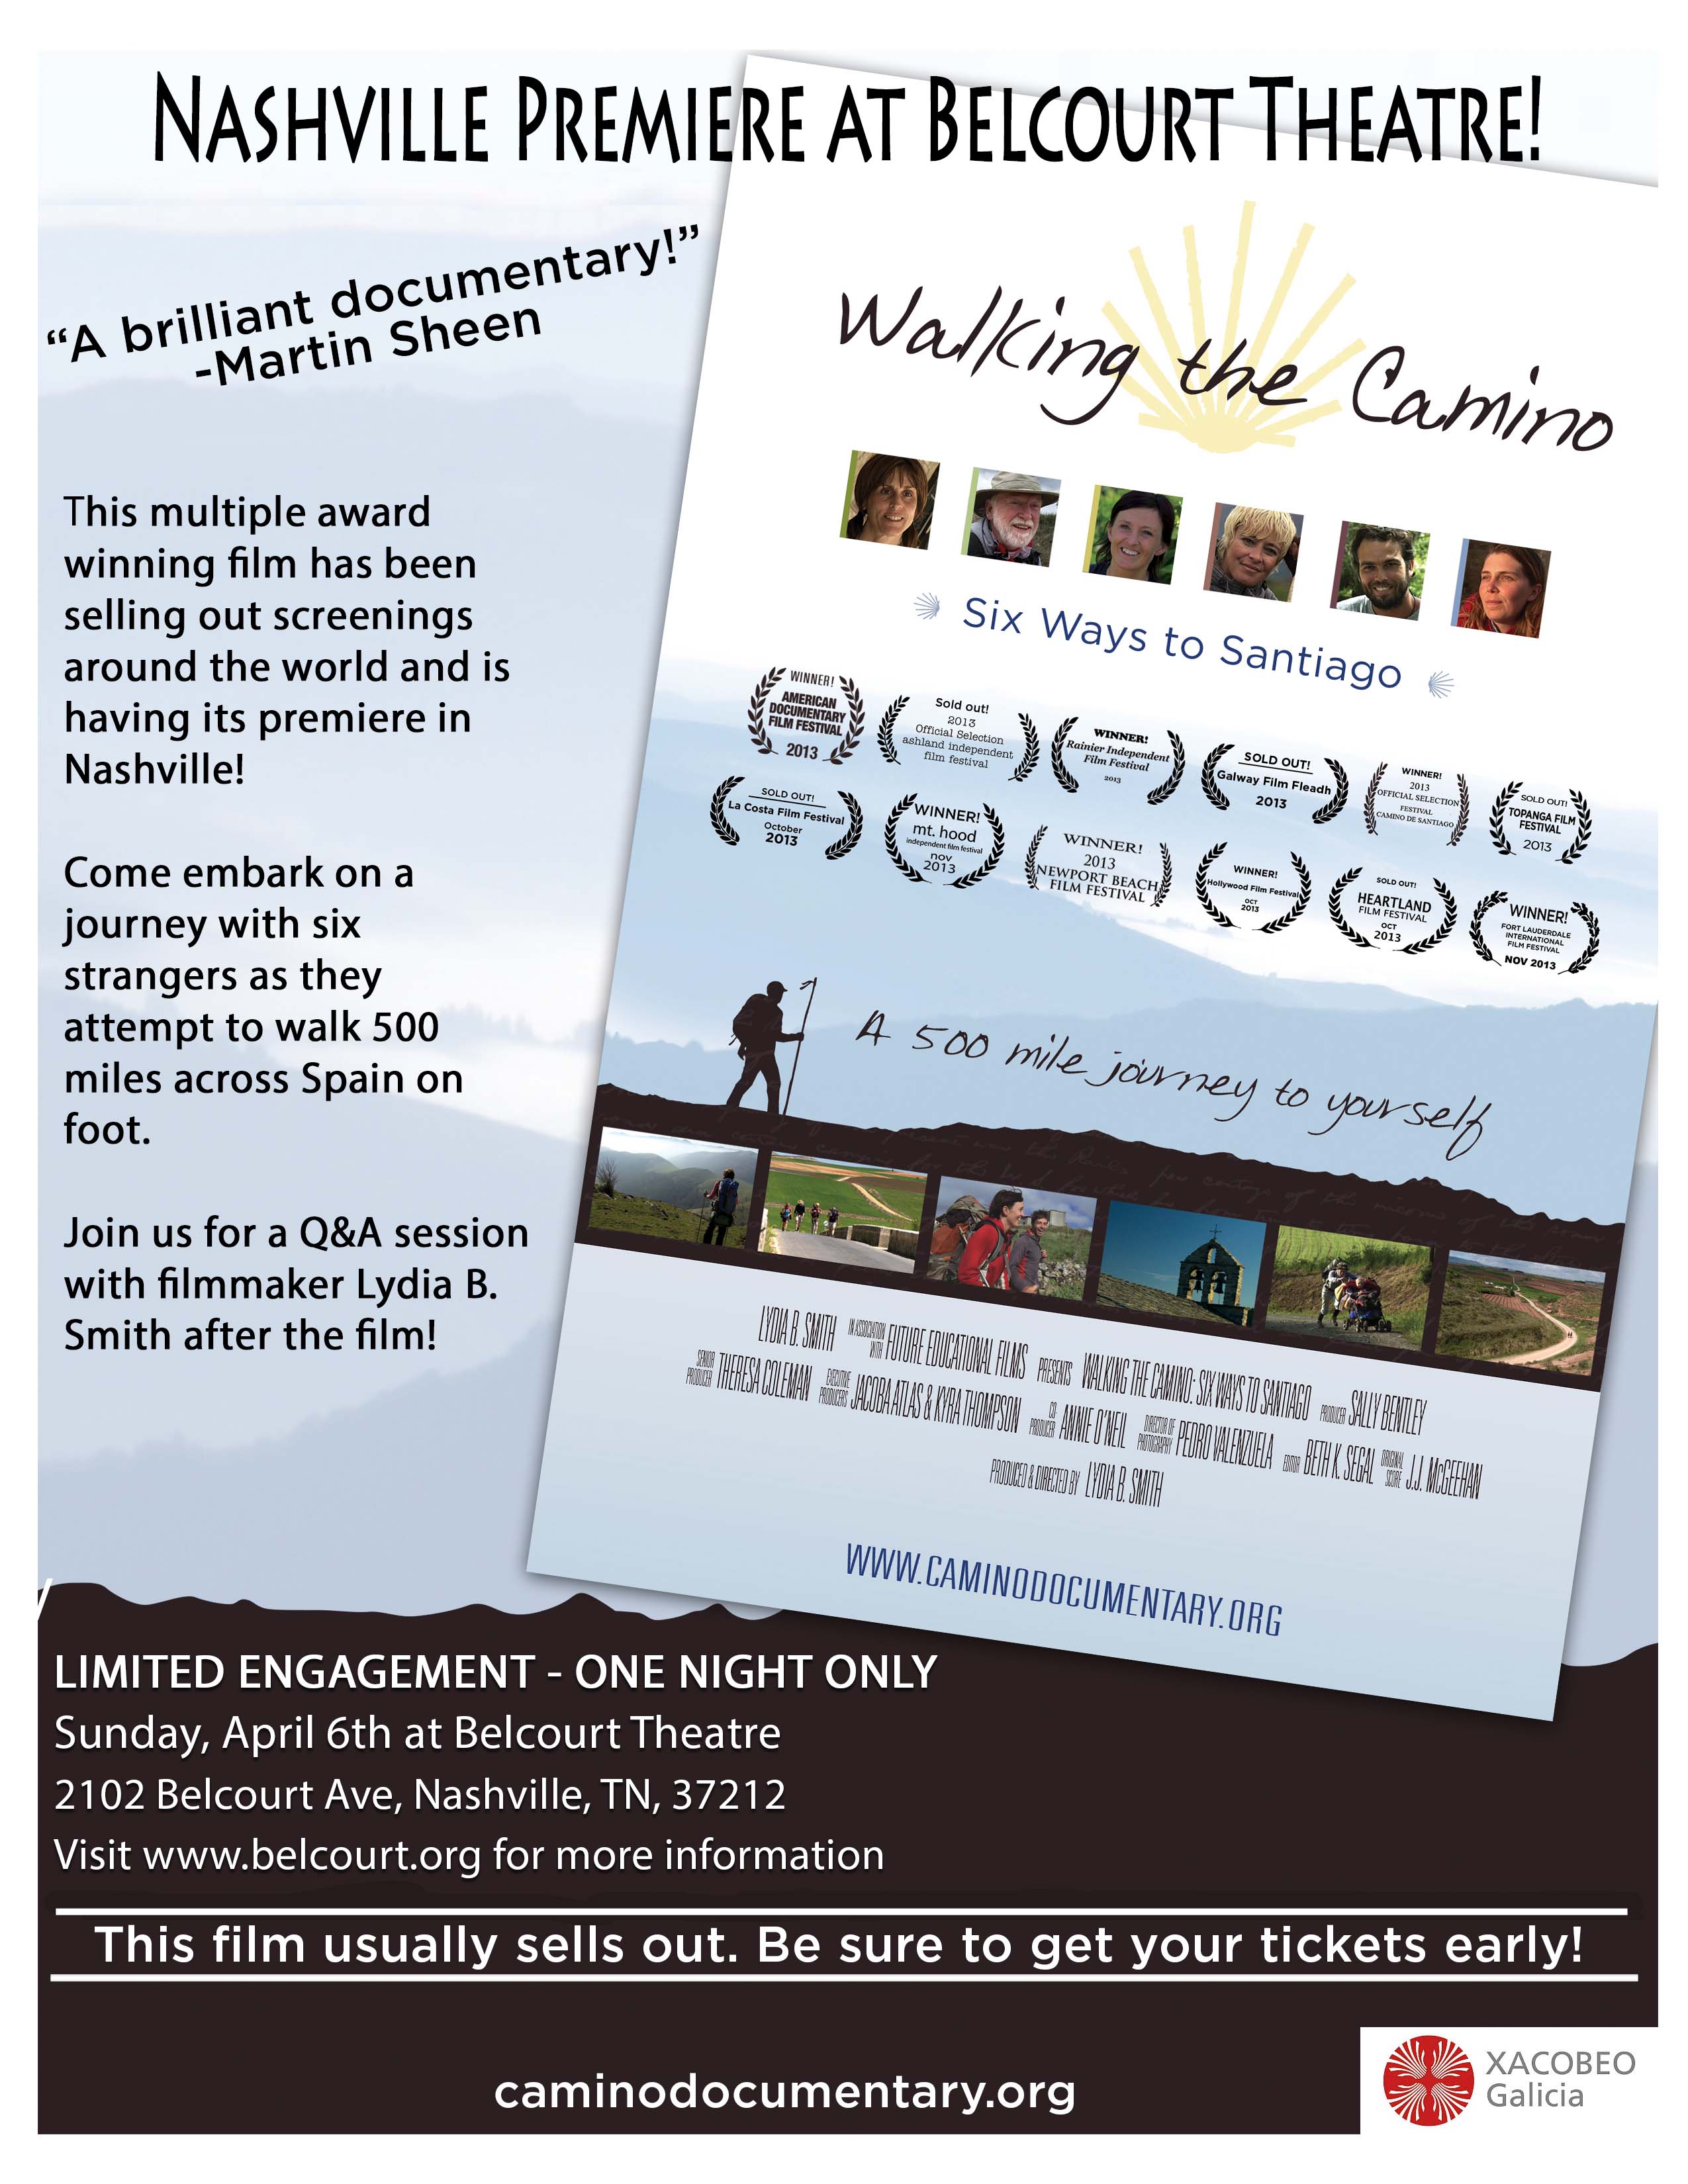 NASHVILLE PREMIERE AT BELCOURT THEATRE!
“A brilliant documentary!”
-Martin Sheen
This multiple award
winning film has been
selling out screenings
around the world and is
having its premiere in
Nashville!
Come embark on a
journey with six
strangers as they
attempt to walk 500
miles across Spain on
foot.
Join us for a Q&A session
with filmmaker Lydia B.
Smith after the film!
Walking the Camino
Six Ways to Santiago
WINNER!
AMERICAN
DOCUMENTARY
FILM FESTIVAL
2013
Sold out!
2013
Official Selection
ashland independent
film festival
WINNER!
Rainier Independent
Film Festival
2013
SOLD OUT!
Galway Film Fleadh
2013
WINNER!
2013
OFFICIAL SELECTION
FESTIVAL
CAMINO DE SANTIAGO
SOLD OUT!
TOPANGA FILM
FESTIVAL
2013
SOLD OUT!
La Costa Film Festival
October
2013
WINNER!
mt. hood
independent film festival
nov
2013
WINNER!
2013
NEWPORT BEACH
FILM FESTIVAL
WINNER!
Hollywood Film Festival
OCT
2013
SOLD OUT!
HEARTLAND
FILM FESTIVAL
OCT
2013
WINNER!
FORT LAUDERDALE
INTERNATIONAL
FILM FESTIVAL
NOV 2013
A 500 mile journey to yourself
LYDIA B. SMITH IN ASSOCIATION WITH FUTURE EDUCATIONAL FILMS PRESENTS WALKING THE CAMINO: SIX WAYS TO SANTIAGO PRODUCER SALLY BENTLEY
SENIOR PRODUCER THERESA COLEMAN EXECUTIVE PRODUCERS JACOBA ATLAS & KYRA THOMPSON CO PRODUCER ANNIE O'NEIL DIRECTOR OF PHOTOGRAPHY PEDRO VALENZUELA EDITOR BETH K. SEGAL ORIGINAL SCORE J.J. McGEEHAN
PRODUCED & DIRECTED BY LYDIA B. SMITH
WWW.CAMINODOCUMENTARY.ORG
LIMITED ENGAGEMENT - ONE NIGHT ONLY
Sunday, April 6th at Belcourt Theatre
2102 Belcourt Ave, Nashville, TN, 37212
Visit www.belcourt.org for more information
This film usually sells out. Be sure to get your tickets early!
caminodocumentary.org
XACOBEO
Galicia